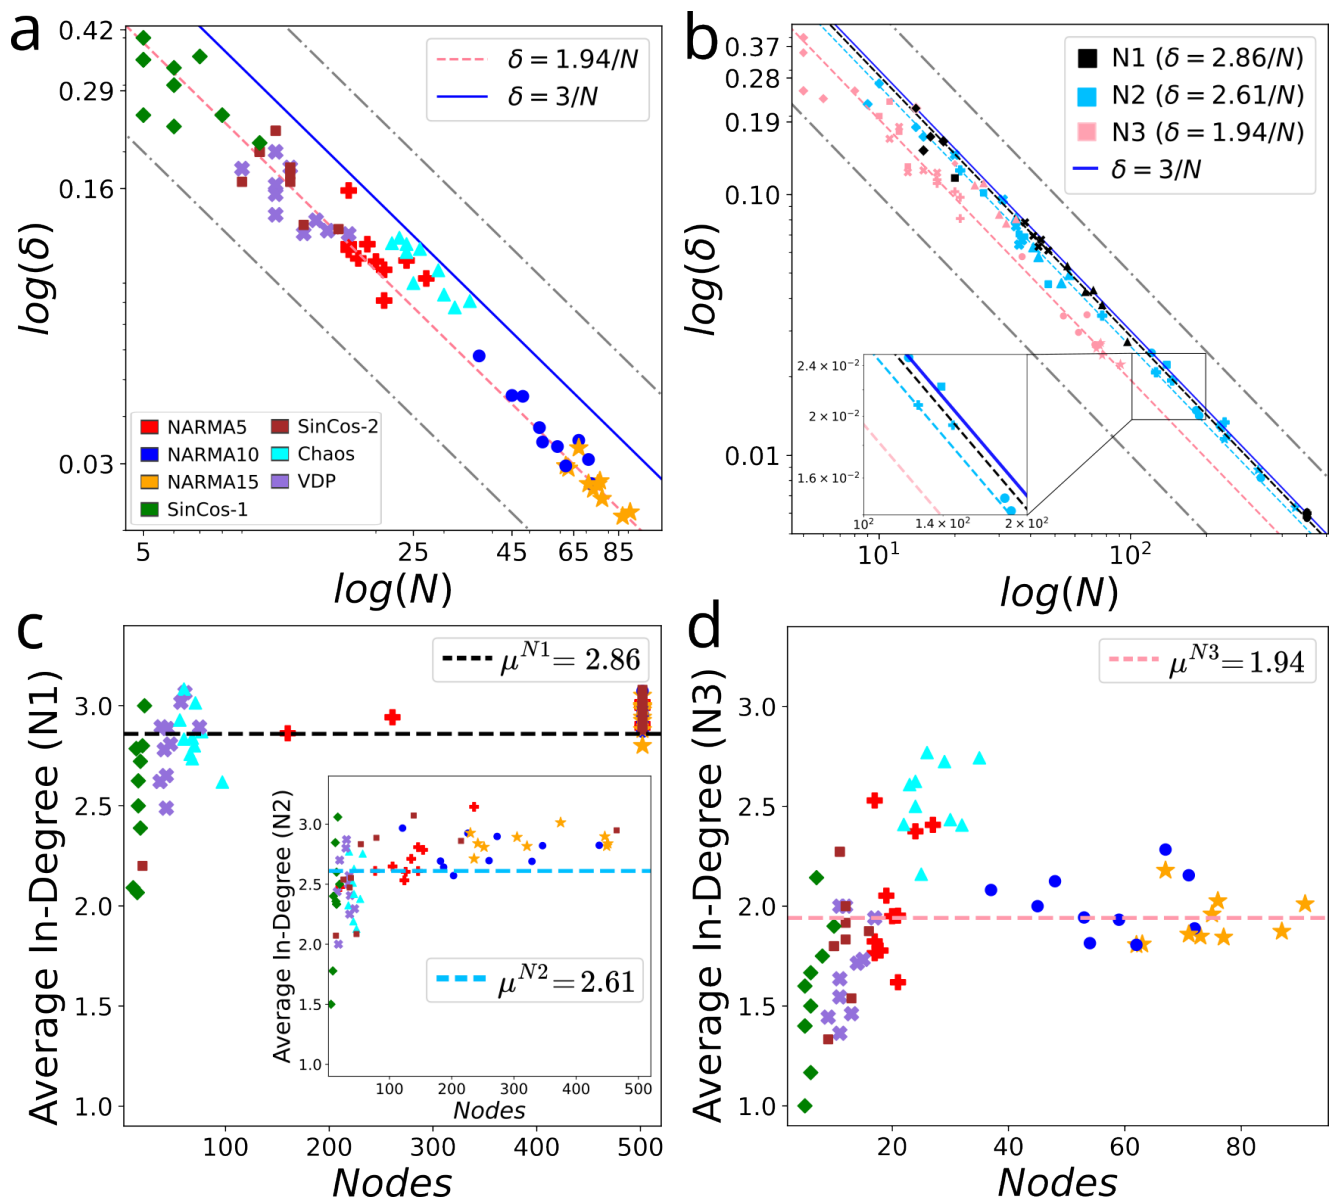 a
0.42
0.29
0.16
0.03
log(δ)
5
25
45
65
85
log(N)
δ = 1.94/N
δ = 3/N
NARMA5
NARMA10
NARMA15
SinCos-1
SinCos-2
Chaos
VDP
b
0.37
0.28
0.19
0.10
0.01
log(δ)
10¹
10²
log(N)
N1 (δ = 2.86/N)
N2 (δ = 2.61/N)
N3 (δ = 1.94/N)
δ = 3/N
2.4 × 10⁻²
2 × 10⁻²
1.6 × 10⁻²
10²
1.4 × 10²
2 × 10²
c
Average In-Degree (N1)
3.0
2.5
2.0
1.5
1.0
100
200
300
400
500
Nodes
μᴺ¹= 2.86
Average In-Degree (N2)
3.0
2.5
2.0
1.5
1.0
100
200
300
400
500
Nodes
μᴺ²=2.61
d
Average In-Degree (N3)
3.0
2.5
2.0
1.5
1.0
20
40
60
80
Nodes
μᴺ³=1.94